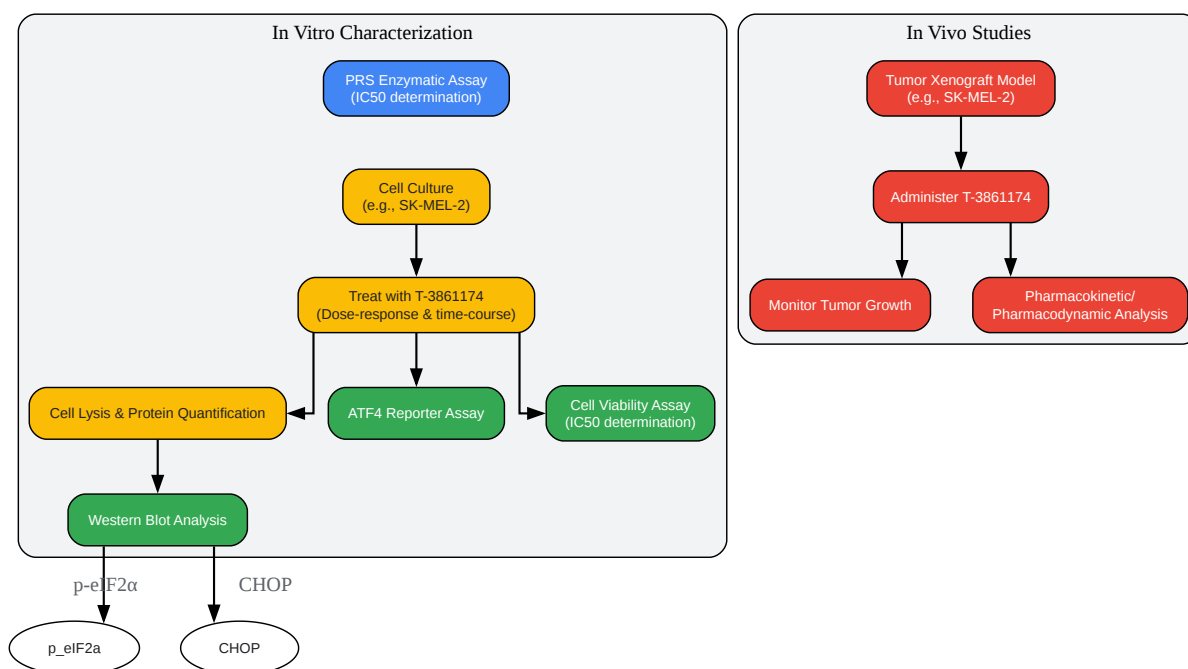 In Vitro Characterization
PRS Enzymatic Assay
(IC50 determination)
Cell Culture
(e.g., SK-MEL-2)
Treat with T-3861174
(Dose-response & time-course)
Cell Lysis & Protein Quantification
ATF4 Reporter Assay
Cell Viability Assay
(IC50 determination)
Western Blot Analysis
p-eIF2α
CHOP
p_eIF2a
CHOP
In Vivo Studies
Tumor Xenograft Model
(e.g., SK-MEL-2)
Administer T-3861174
Monitor Tumor Growth
Pharmacokinetic/
Pharmacodynamic Analysis